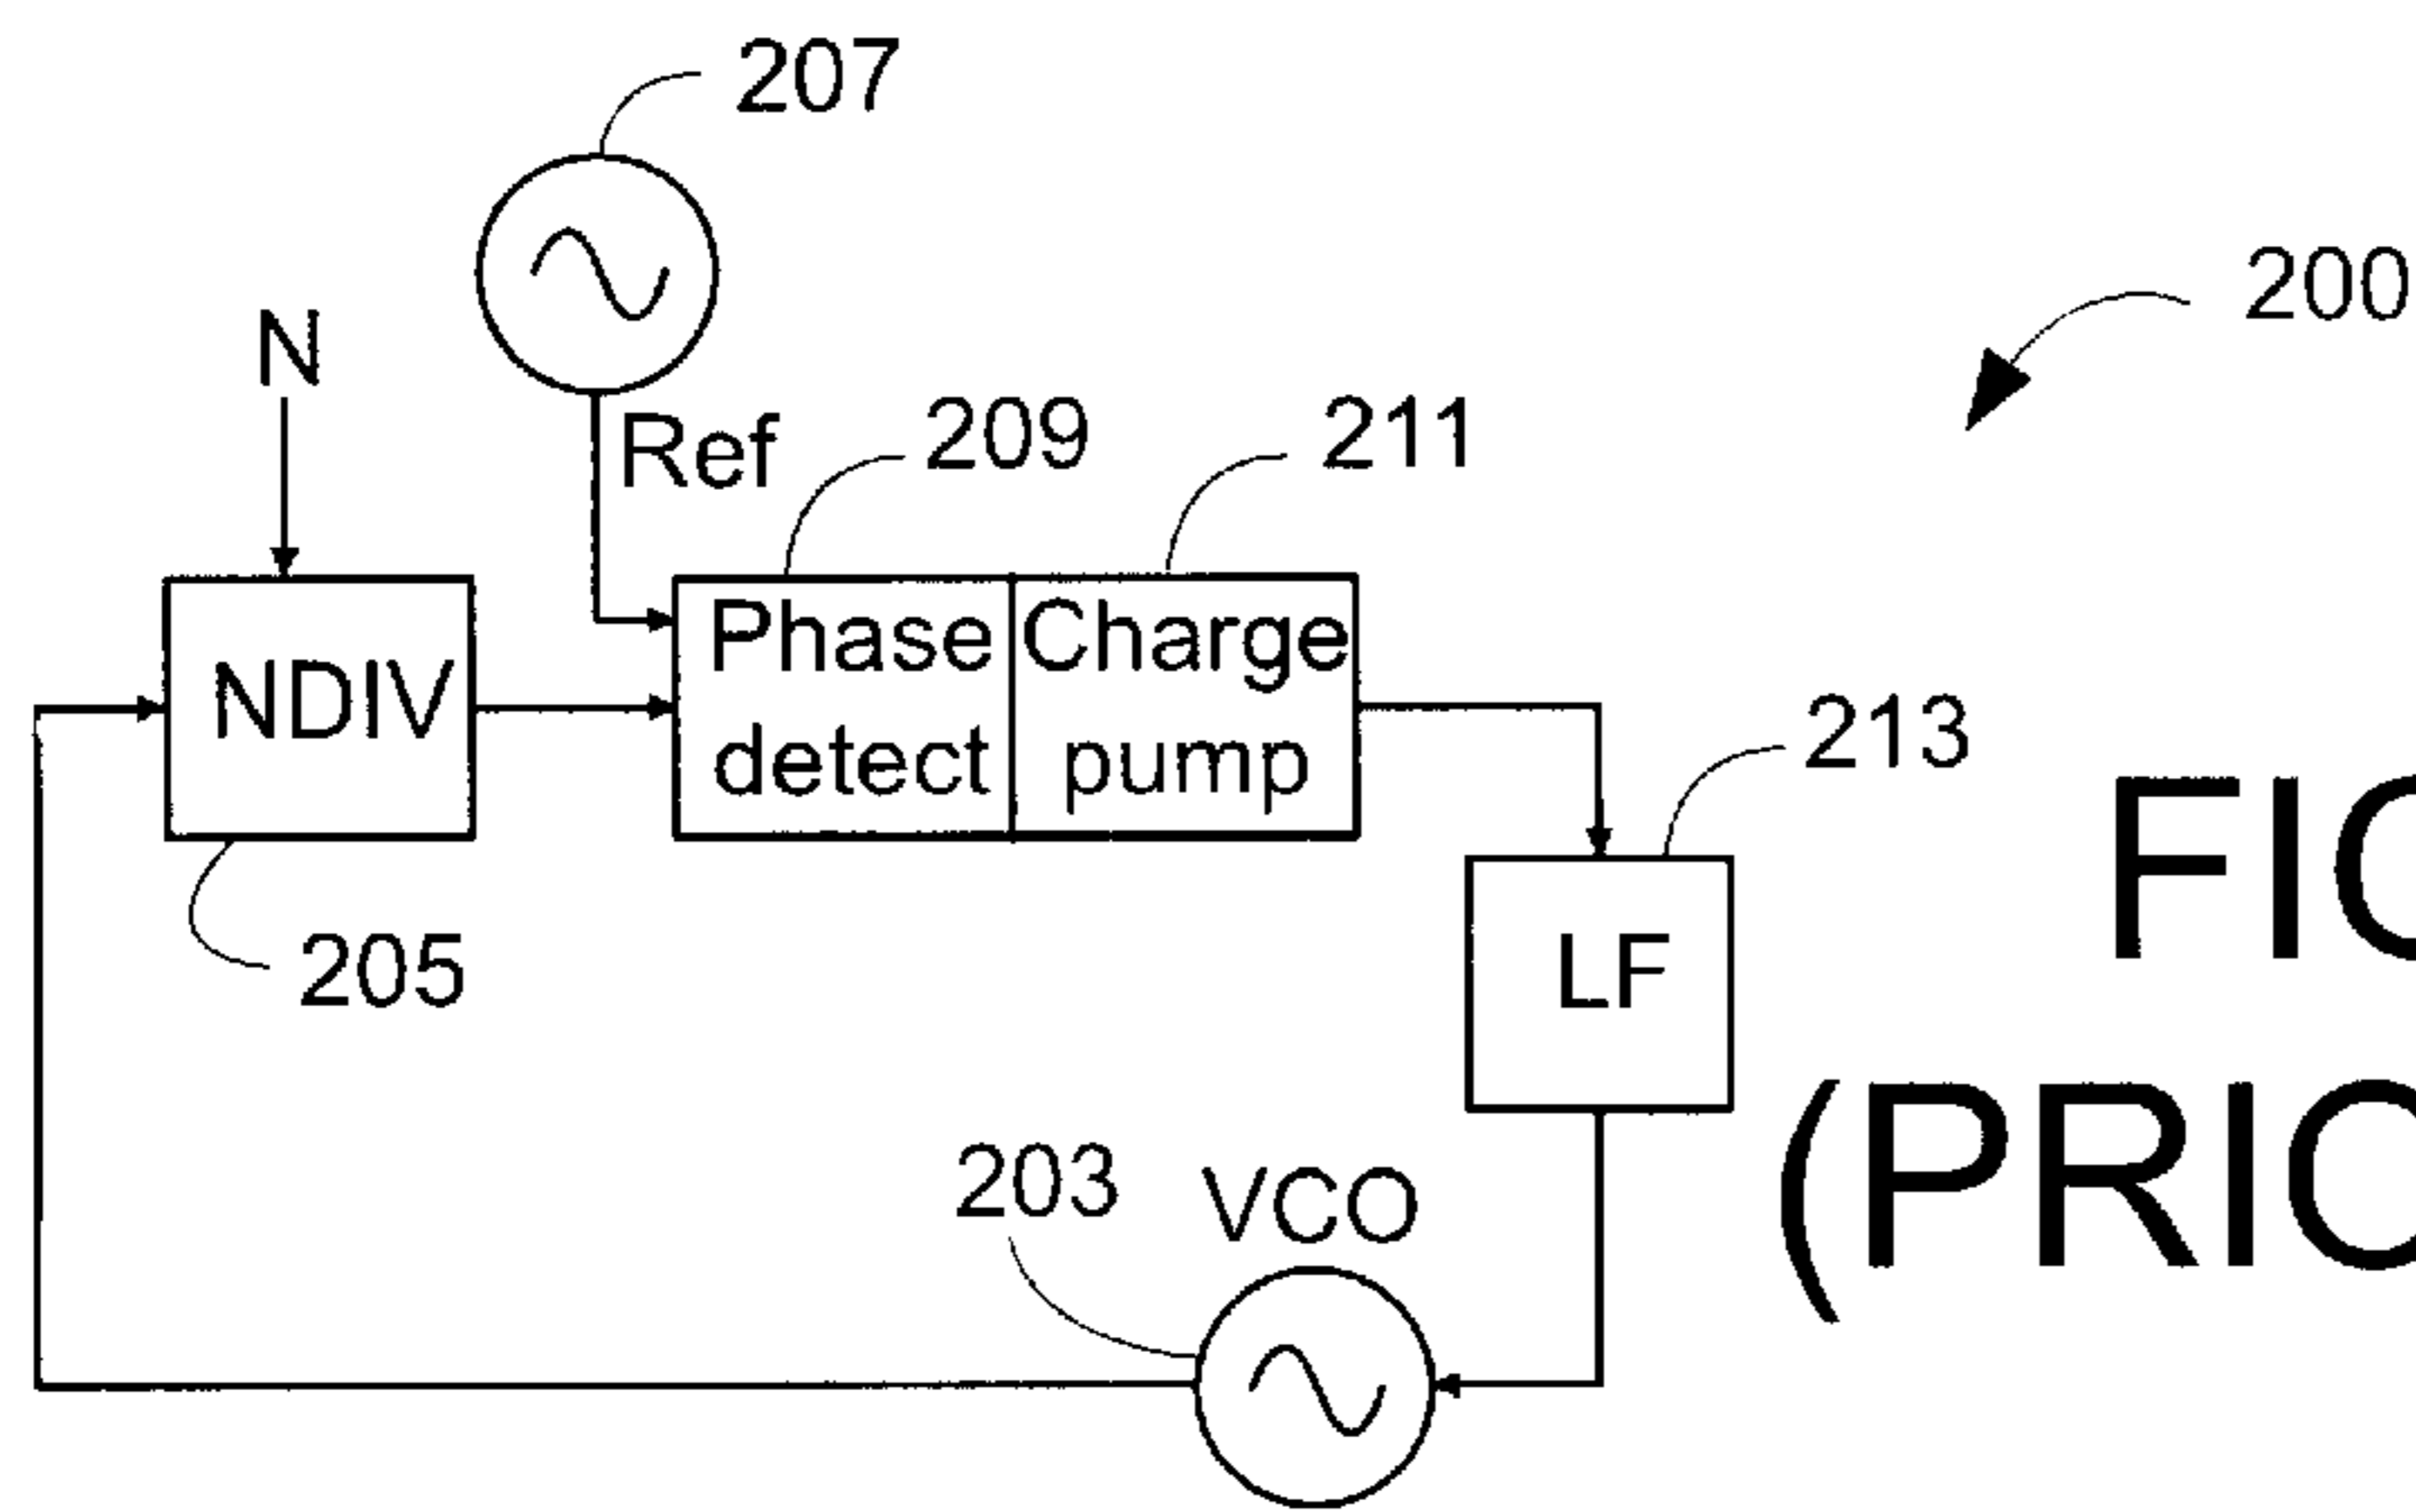 207
200
N
Ref
209
211
Phase
detect
Charge
pump
NDIV
213
205
LF
203
VCO